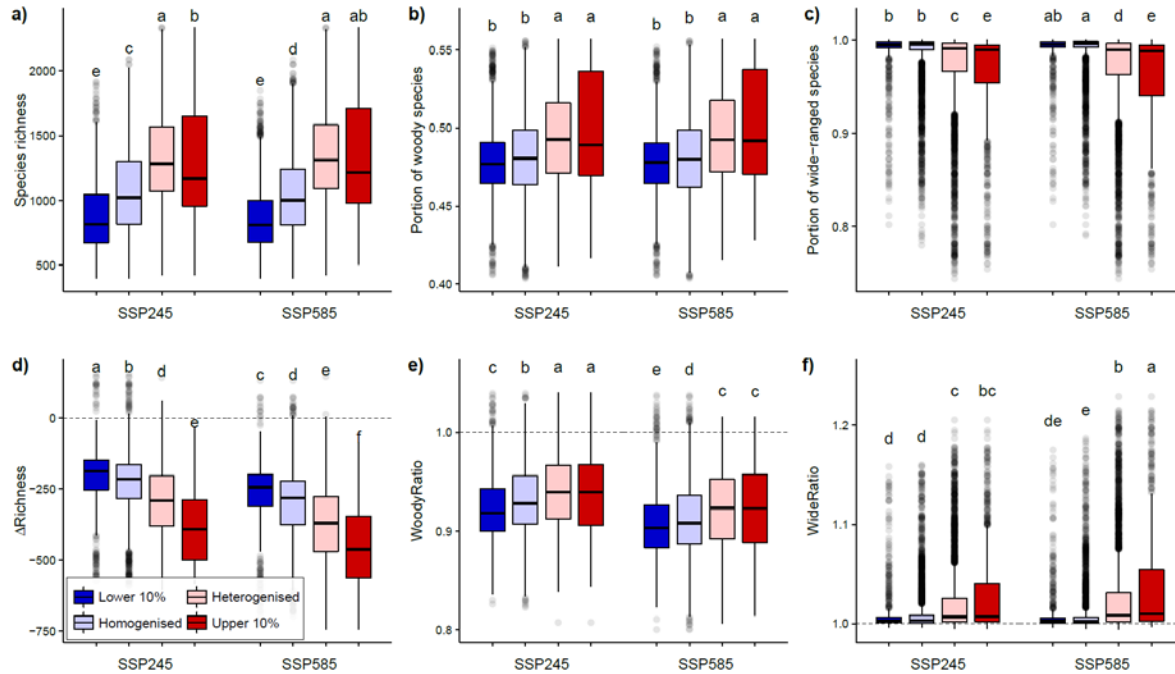 a)
e
c
a
b
e
d
a
ab
Species richness
2000
1500
1000
500
SSP245
SSP585
b)
b
b
a
a
b
b
a
a
Portion of woody species
0.55
0.50
0.45
0.40
SSP245
SSP585
c)
b
b
c
e
ab
a
d
e
Portion of wide-ranged species
1.0
0.9
0.8
SSP245
SSP585
d)
a
b
d
e
c
d
e
f
ΔRichness
0
−250
−500
−750
Lower 10%
Heterogenised
Homogenised
Upper 10%
SSP245
SSP585
e)
c
b
a
a
e
d
c
c
WoodyRatio
1.0
0.9
0.8
SSP245
SSP585
f)
d
d
c
bc
de
e
b
a
WideRatio
1.2
1.1
1.0
SSP245
SSP585